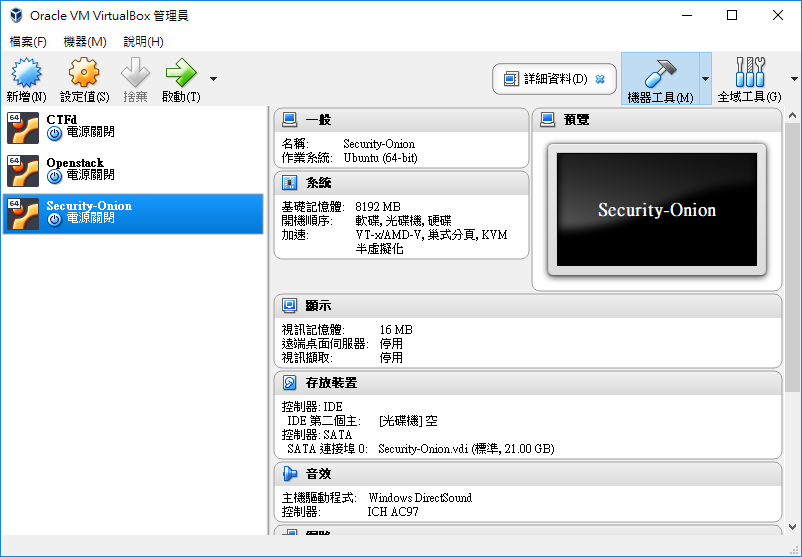 Oracle VM VirtualBox 管理員
檔案(F) 機器(M) 說明(H)
新增(N) 設定值(S) 捨棄 啟動(T) 詳細資料(D) 機器工具(M) 全域工具(G)
64 CTFd
電源關閉
64 Openstack
電源關閉
64 Security-Onion
電源關閉
一般
名稱: Security-Onion
作業系統: Ubuntu (64-bit)
預覽
Security-Onion
系統
基礎記憶體: 8192 MB
開機順序: 軟碟, 光碟機, 硬碟
加速: VT-x/AMD-V, 巢式分頁, KVM
半虛擬化
顯示
視訊記憶體: 16 MB
遠端桌面伺服器: 停用
視訊擷取: 停用
存放裝置
控制器: IDE
IDE 第二個主: [光碟機] 空
控制器: SATA
SATA 連接埠 0: Security-Onion.vdi (標準, 21.00 GB)
音效
主機驅動程式: Windows DirectSound
控制器: ICH AC97